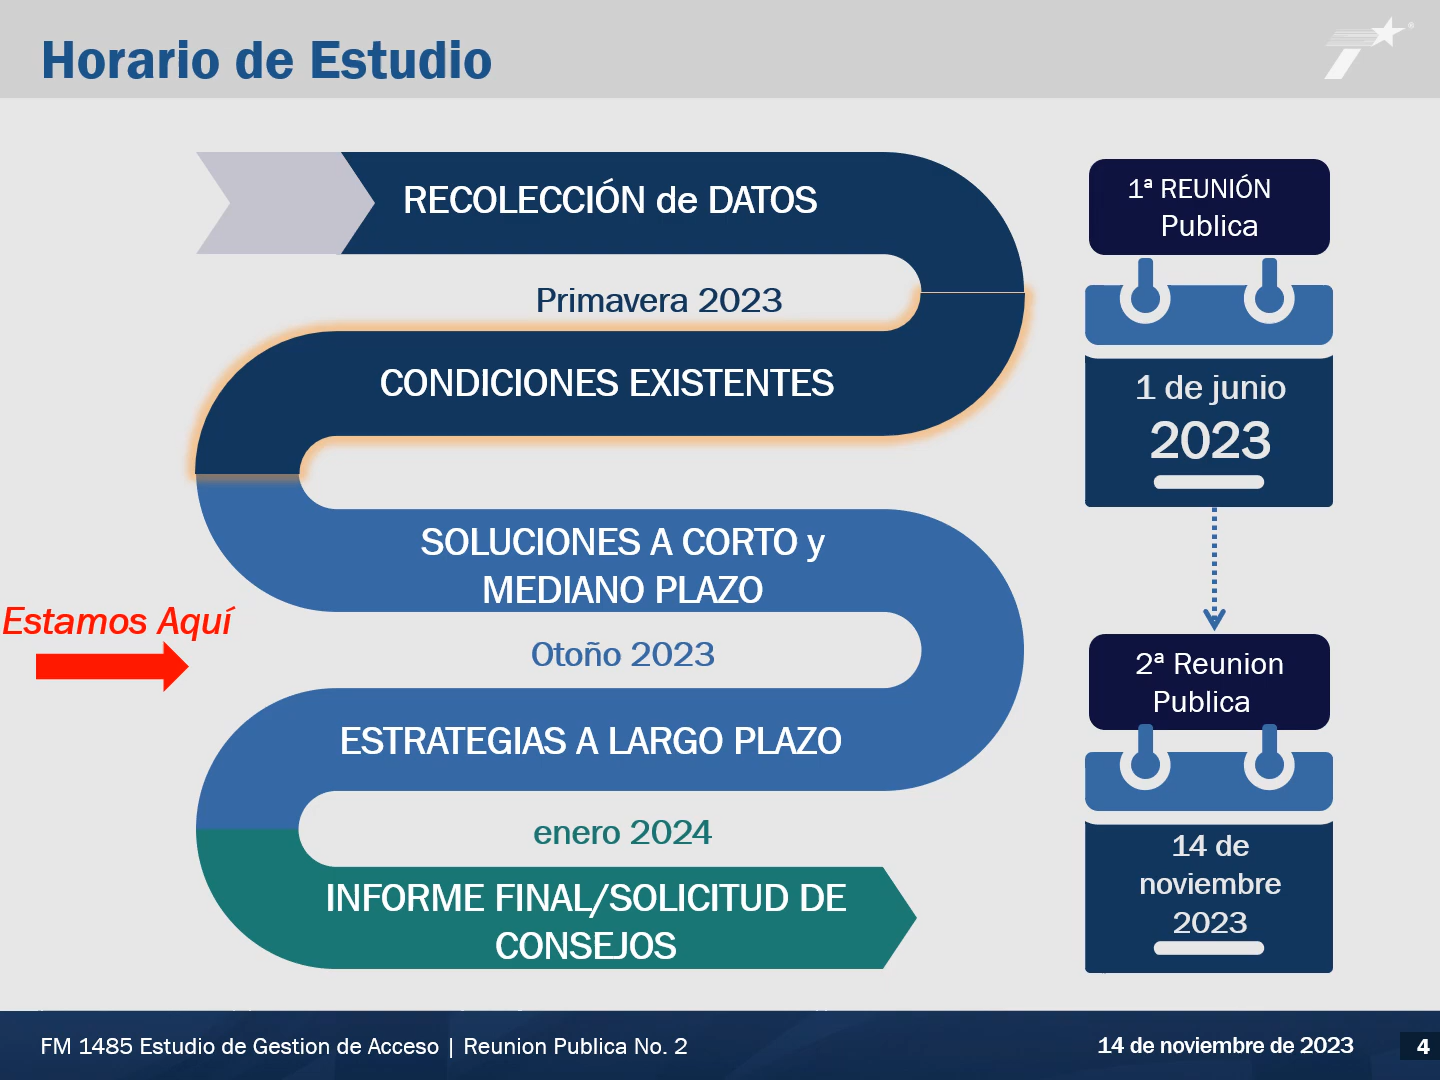 Horario de Estudio
RECOLECCIÓN de DATOS
Primavera 2023
CONDICIONES EXISTENTES
SOLUCIONES A CORTO y
MEDIANO PLAZO
Estamos Aquí
Otoño 2023
ESTRATEGIAS A LARGO PLAZO
enero 2024
INFORME FINAL/SOLICITUD DE
CONSEJOS
1ª REUNIÓN
Publica
1 de junio
2023
2ª Reunion
Publica
14 de
noviembre
2023
FM 1485 Estudio de Gestion de Acceso | Reunion Publica No. 2
14 de noviembre de 2023
4